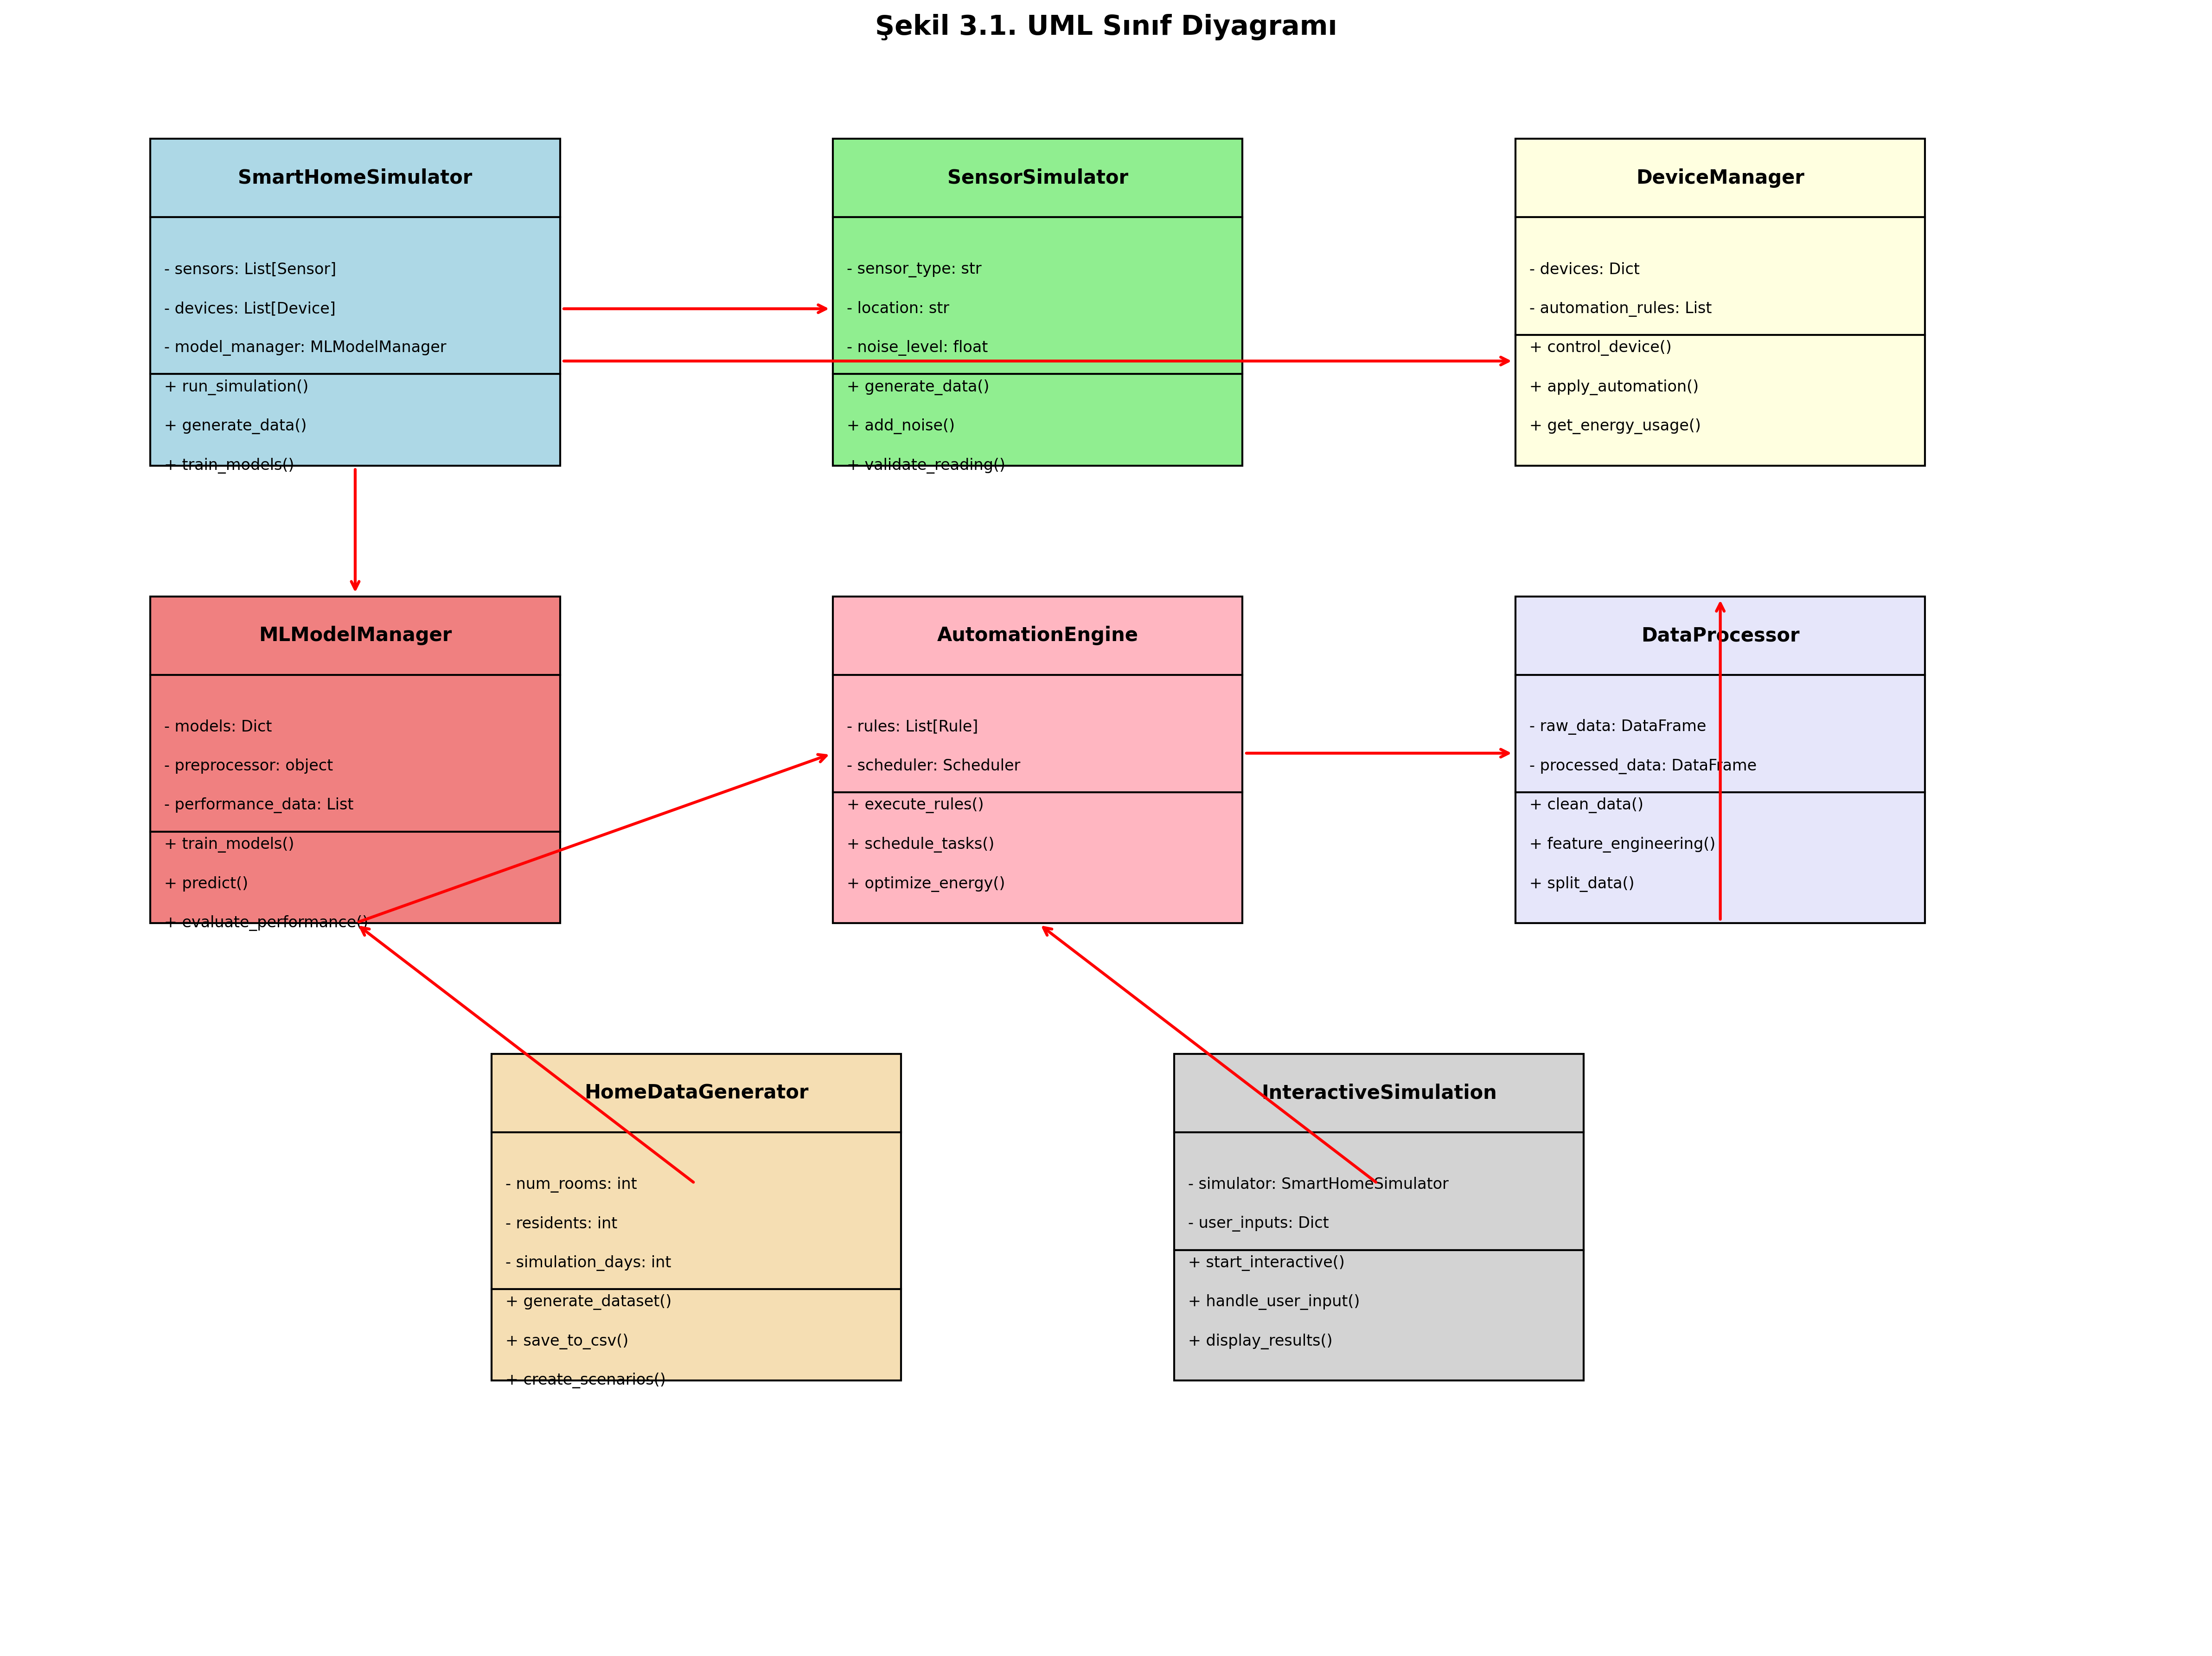 Şekil 3.1. UML Sınıf Diyagramı
SmartHomeSimulator
- sensors: List[Sensor]
- devices: List[Device]
- model_manager: MLModelManager
+ run_simulation()
+ generate_data()
+ train_models()
SensorSimulator
- sensor_type: str
- location: str
- noise_level: float
+ generate_data()
+ add_noise()
+ validate_reading()
DeviceManager
- devices: Dict
- automation_rules: List
+ control_device()
+ apply_automation()
+ get_energy_usage()
MLModelManager
- models: Dict
- preprocessor: object
- performance_data: List
+ train_models()
+ predict()
+ evaluate_performance()
AutomationEngine
- rules: List[Rule]
- scheduler: Scheduler
+ execute_rules()
+ schedule_tasks()
+ optimize_energy()
DataProcessor
- raw_data: DataFrame
- processed_data: DataFrame
+ clean_data()
+ feature_engineering()
+ split_data()
HomeDataGenerator
- num_rooms: int
- residents: int
- simulation_days: int
+ generate_dataset()
+ save_to_csv()
+ create_scenarios()
InteractiveSimulation
- simulator: SmartHomeSimulator
- user_inputs: Dict
+ start_interactive()
+ handle_user_input()
+ display_results()